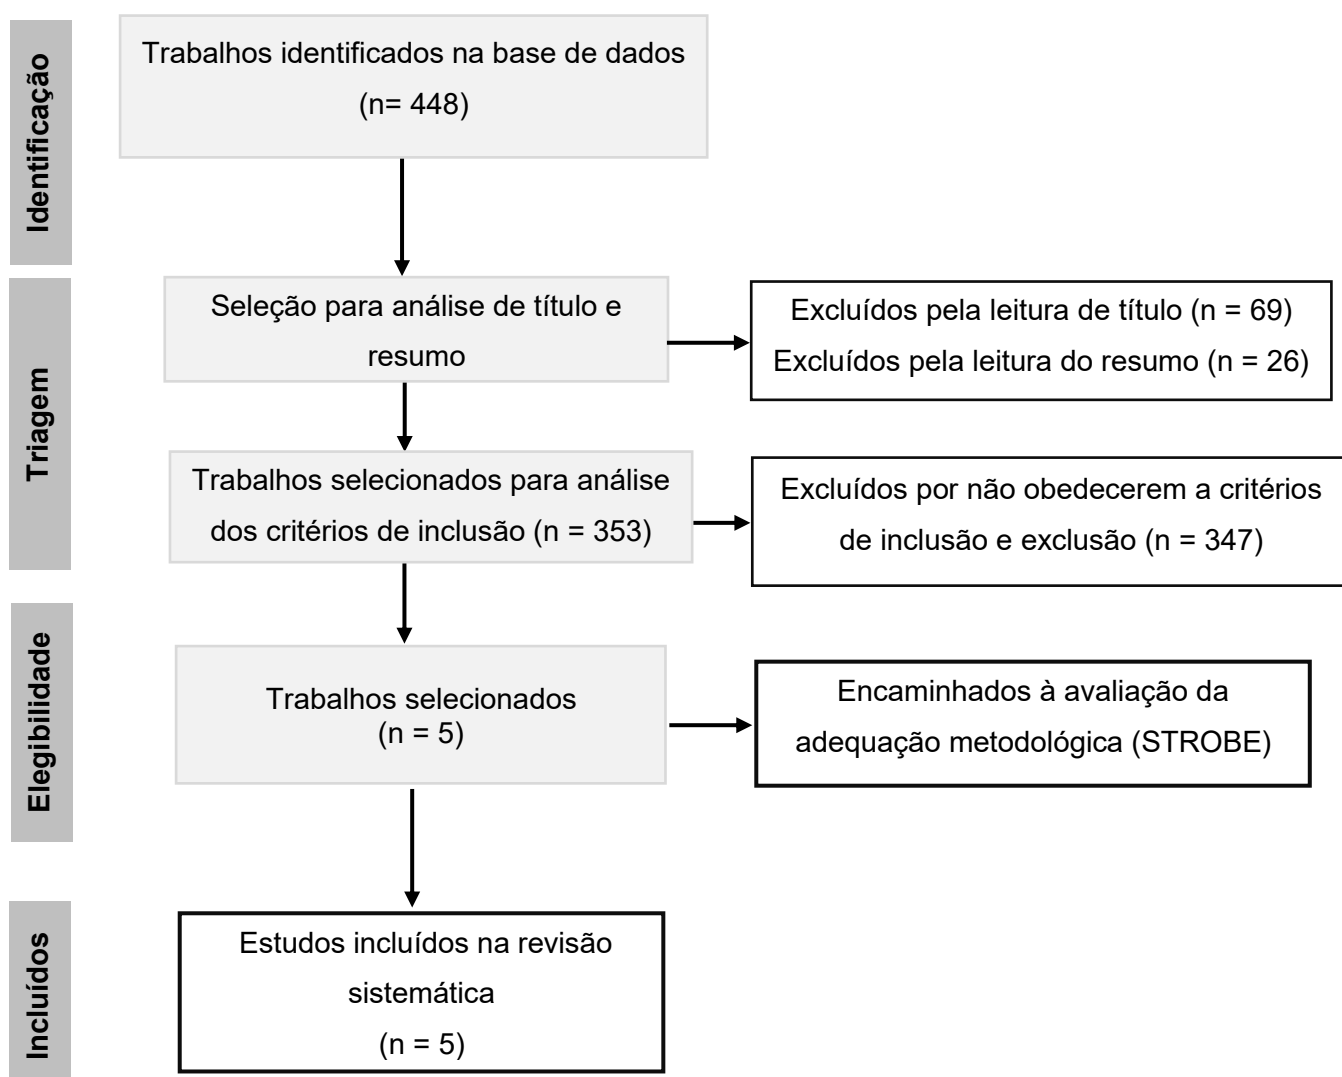 Identificação
Trabalhos identificados na base de dados
(n= 448)
Triagem
Seleção para análise de título e
resumo
Excluídos pela leitura de título (n = 69)
Excluídos pela leitura do resumo (n = 26)
Trabalhos selecionados para análise
dos critérios de inclusão (n = 353)
Excluídos por não obedecerem a critérios
de inclusão e exclusão (n = 347)
Elegibilidade
Trabalhos selecionados
(n = 5)
Encaminhados à avaliação da
adequação metodológica (STROBE)
Incluídos
Estudos incluídos na revisão
sistemática
(n = 5)